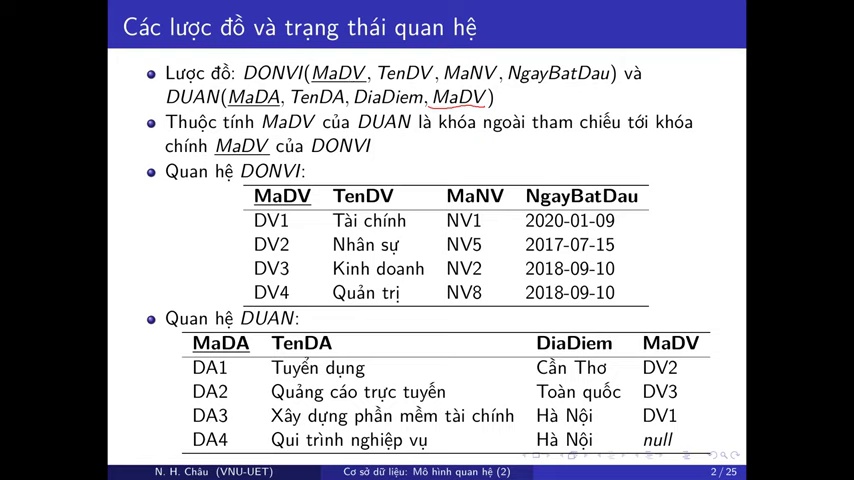 Các lược đồ và trạng thái quan hệ
Lược đồ: DONVI(MaDV, TenDV, MaNV, NgayBatDau) và
DUAN(MaDA, TenDA, DiaDiem, MaDV)
Thuộc tính MaDV của DUAN là khóa ngoài tham chiếu tới khóa
chính MaDV của DONVI
Quan hệ DONVI:
MaDV TenDV MaNV NgayBatDau
DV1 Tài chính NV1 2020-01-09
DV2 Nhân sự NV5 2017-07-15
DV3 Kinh doanh NV2 2018-09-10
DV4 Quản trị NV8 2018-09-10
Quan hệ DUAN:
MaDA TenDA DiaDiem MaDV
DA1 Tuyển dụng Cần Thơ DV2
DA2 Quảng cáo trực tuyến Toàn quốc DV3
DA3 Xây dựng phần mềm tài chính Hà Nội DV1
DA4 Qui trình nghiệp vụ Hà Nội null
N. H. Châu (VNU-UET) Cơ sở dữ liệu: Mô hình quan hệ (2) 2 / 25